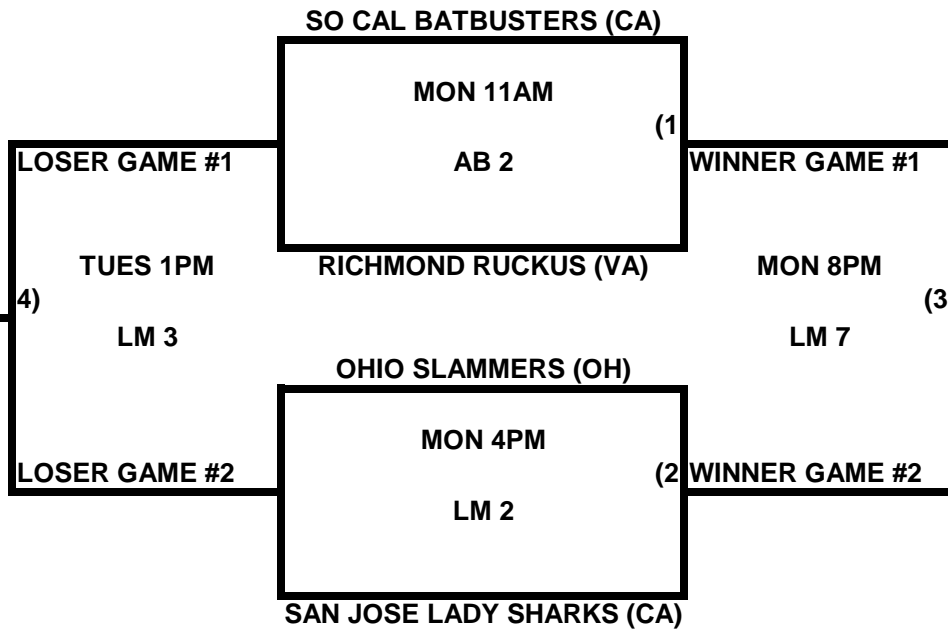 SO CAL BATBUSTERS (CA)
MON 11AM
(1
LOSER GAME #1
AB 2
WINNER GAME #1
TUES 1PM
RICHMOND RUCKUS (VA)
MON 8PM
4)
(3
LM 3
LM 7
OHIO SLAMMERS (OH)
MON 4PM
LOSER GAME #2
(2
WINNER GAME #2
LM 2
SAN JOSE LADY SHARKS (CA)